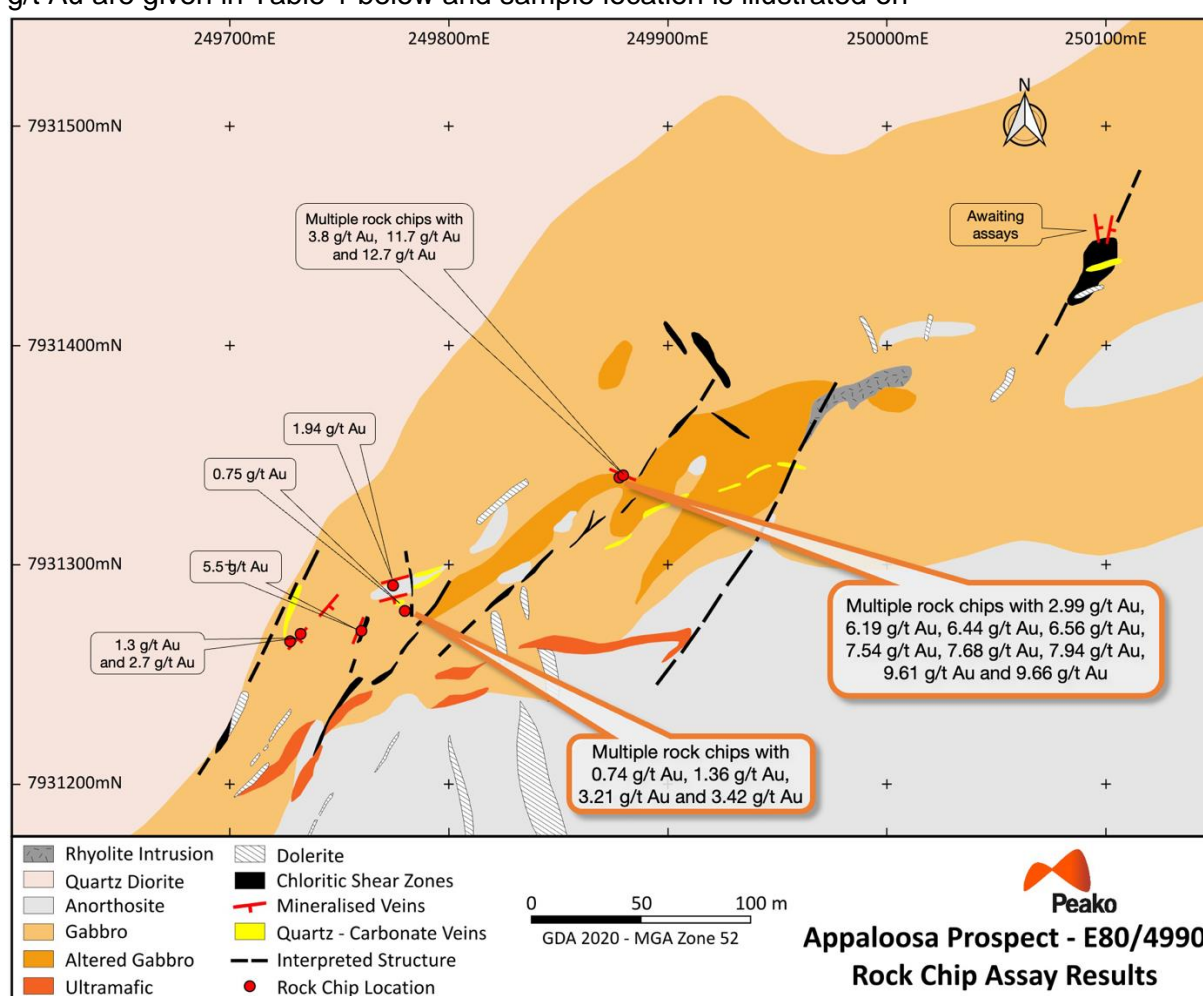 g/t Au are given in Table 1 below and sample location is illustrated on
249700mE 249800mE 249900mE 250000mE 250100mE
7931500mN
N
Multiple rock chips with
3.8 g/t Au, 11.7 g/t Au
and 12.7 g/t Au
Awaiting
assays
7931400mN
1.94 g/t Au
0.75 g/t Au
7931300mN
5.5 g/t Au
1.3 g/t Au
and 2.7 g/t Au
Multiple rock chips with 2.99 g/t Au,
6.19 g/t Au, 6.44 g/t Au, 6.56 g/t Au,
7.54 g/t Au, 7.68 g/t Au, 7.94 g/t Au,
9.61 g/t Au and 9.66 g/t Au
Multiple rock chips with
0.74 g/t Au, 1.36 g/t Au,
3.21 g/t Au and 3.42 g/t Au
7931200mN
Rhyolite Intrusion
Quartz Diorite
Anorthosite
Gabbro
Altered Gabbro
Ultramafic
Dolerite
Chloritic Shear Zones
Mineralised Veins
Quartz - Carbonate Veins
Interpreted Structure
Rock Chip Location
0 50 100 m
GDA 2020 - MGA Zone 52
Peako
Appaloosa Prospect - E80/4990
Rock Chip Assay Results